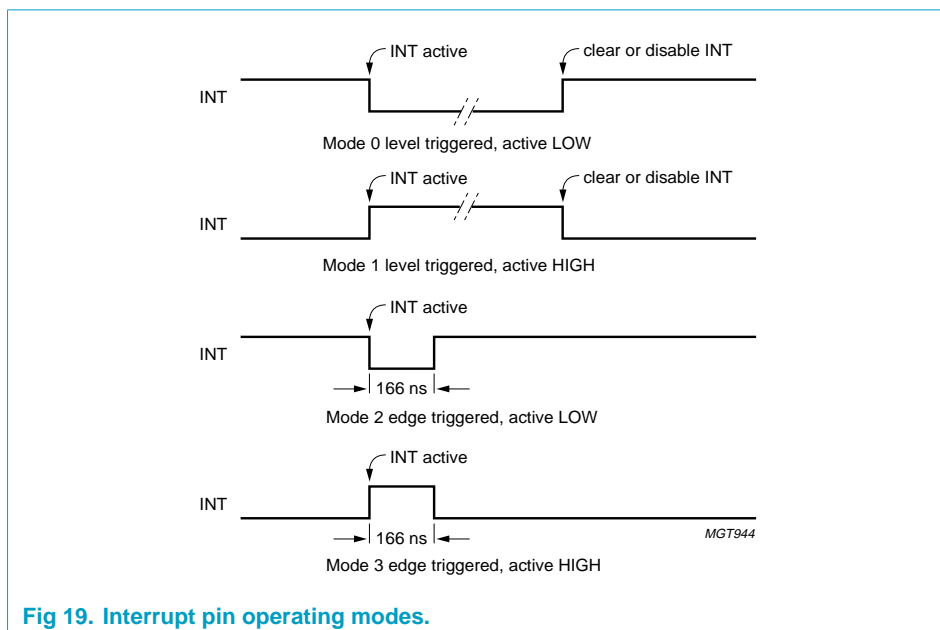 INT active
clear or disable INT
INT
Mode 0 level triggered, active LOW
INT active
clear or disable INT
INT
Mode 1 level triggered, active HIGH
INT active
INT
166 ns
Mode 2 edge triggered, active LOW
INT active
INT
166 ns
MGT944
Mode 3 edge triggered, active HIGH
Fig 19. Interrupt pin operating modes.